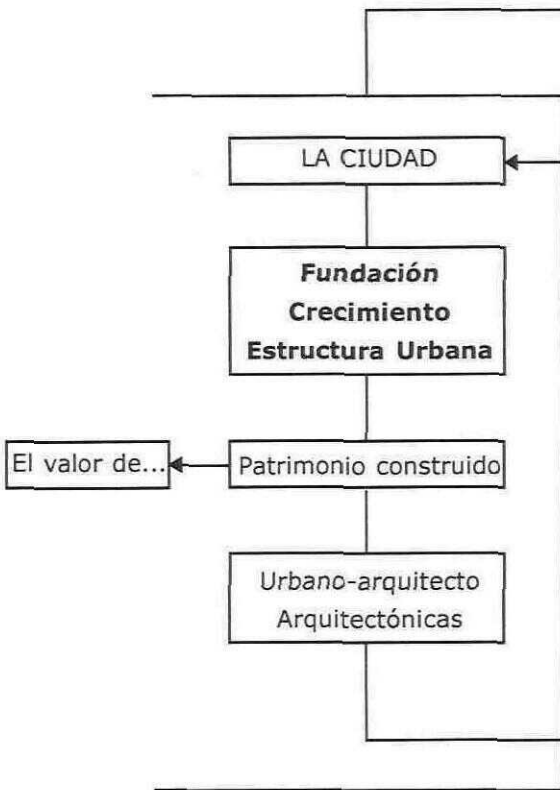 LA CIUDAD
Fundación
Crecimiento
Estructura Urbana
El valor de...
Patrimonio construido
Urbano-arquitecto
Arquitectónicas